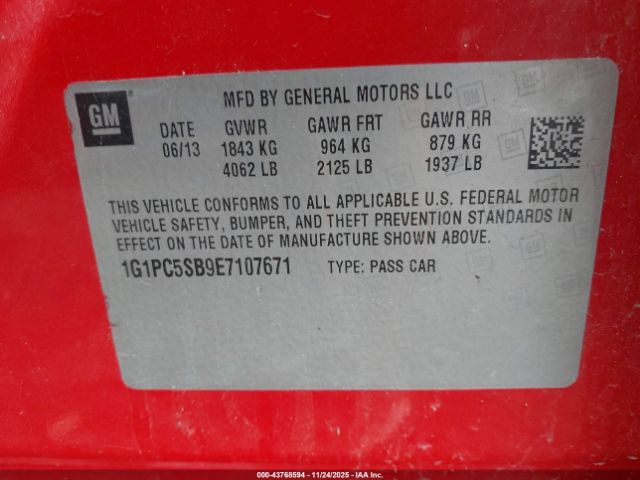 GM
MFD BY GENERAL MOTORS LLC
DATE GVWR GAWR FRT GAWR RR
06/13 1843 KG 964 KG 879 KG
4062 LB 2125 LB 1937 LB
THIS VEHICLE CONFORMS TO ALL APPLICABLE U.S. FEDERAL MOTOR
VEHICLE SAFETY, BUMPER, AND THEFT PREVENTION STANDARDS IN
EFFECT ON THE DATE OF MANUFACTURE SHOWN ABOVE.
1G1PC5SB9E7107671 TYPE: PASS CAR
000-43768594 - 11/24/2025 - IAA Inc.